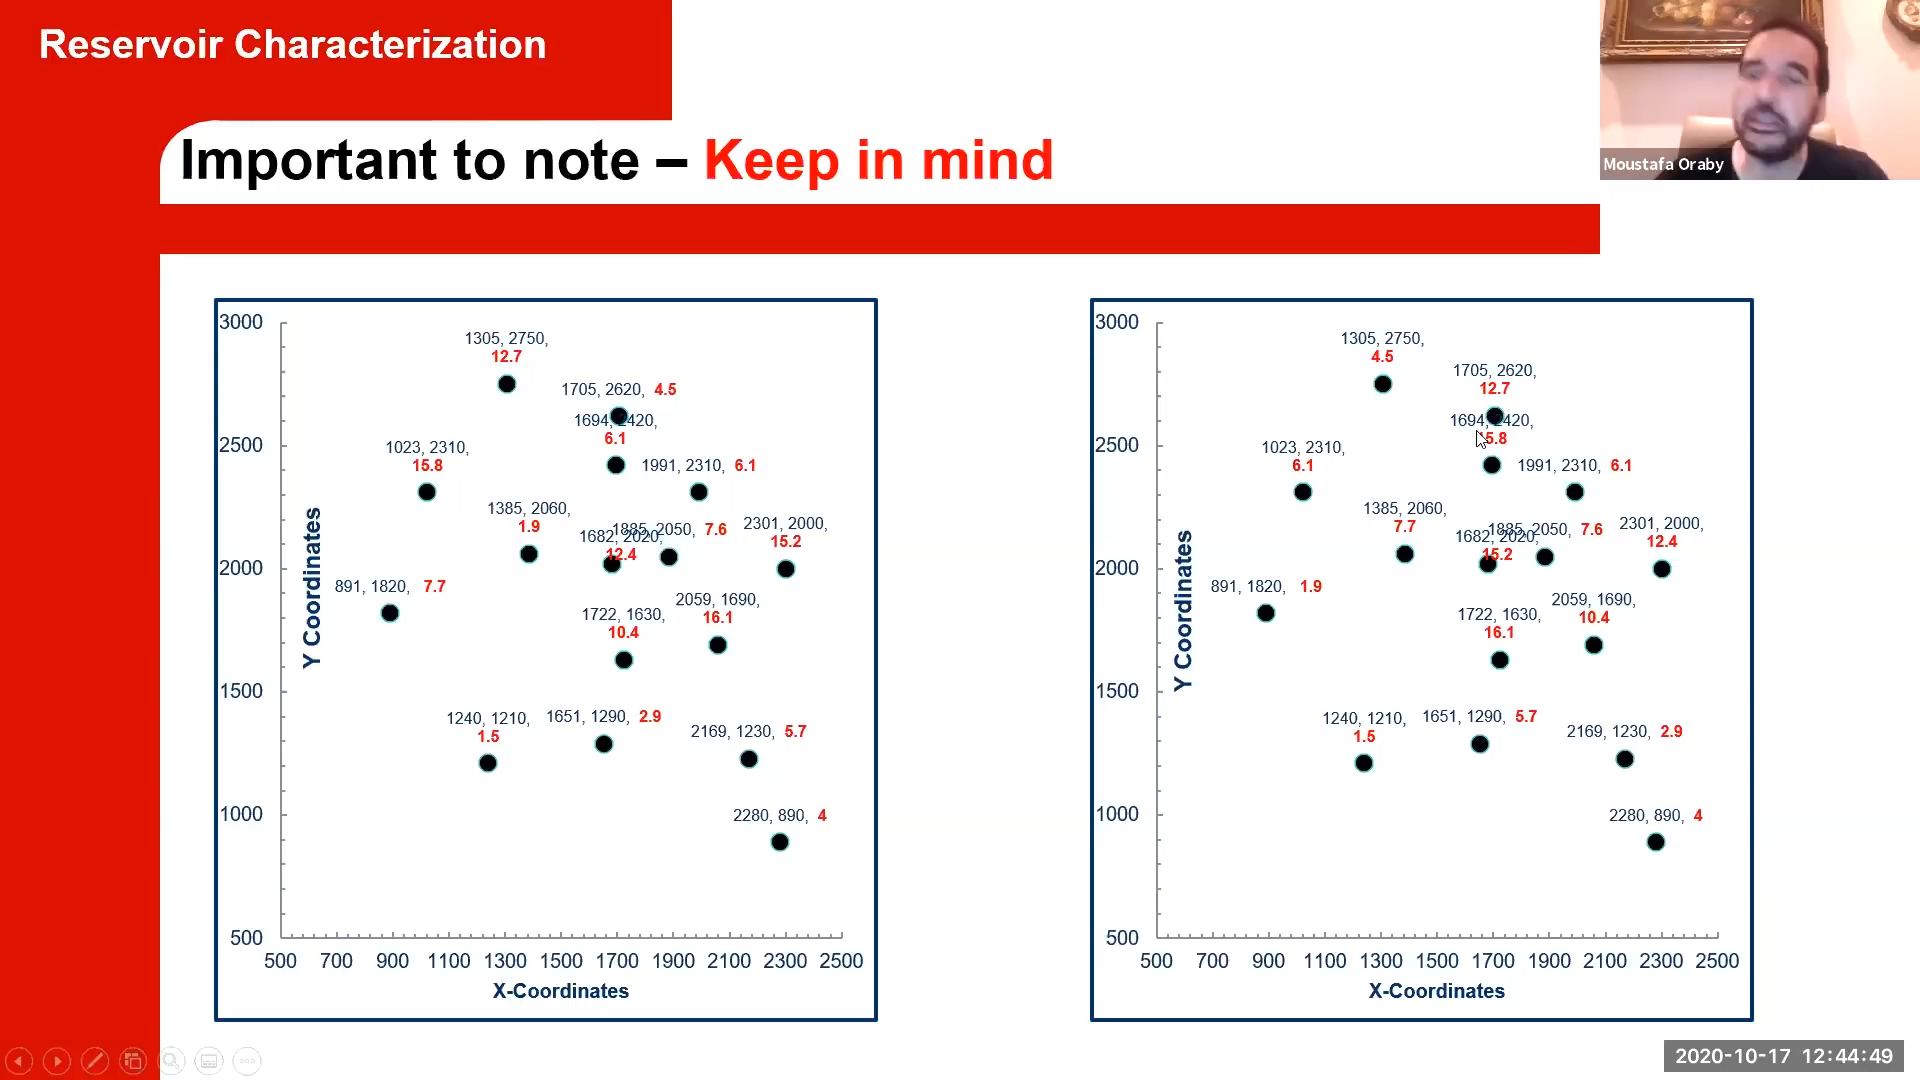 Reservoir Characterization
Important to note – Keep in mind
Moustafa Oraby
3000
2500
2000
1500
1000
500
Y Coordinates
1305, 2750,
12.7
1705, 2620, 4.5
1694, 2420,
6.1
1023, 2310,
15.8
1991, 2310, 6.1
1385, 2060,
1.9
1885, 2050, 7.6
1682, 2020,
12.4
2301, 2000,
15.2
891, 1820, 7.7
2059, 1690,
16.1
1722, 1630,
10.4
1240, 1210,
1.5
1651, 1290, 2.9
2169, 1230, 5.7
2280, 890, 4
500 700 900 1100 1300 1500 1700 1900 2100 2300 2500
X-Coordinates
3000
2500
2000
1500
1000
500
Y Coordinates
1305, 2750,
4.5
1705, 2620,
12.7
1694, 2420,
15.8
1023, 2310,
6.1
1991, 2310, 6.1
1385, 2060,
7.7
1885, 2050, 7.6
1682, 2020,
15.2
2301, 2000,
12.4
891, 1820, 1.9
2059, 1690,
10.4
1722, 1630,
16.1
1240, 1210,
1.5
1651, 1290, 5.7
2169, 1230, 2.9
2280, 890, 4
500 700 900 1100 1300 1500 1700 1900 2100 2300 2500
X-Coordinates
2020-10-17 12:44:49